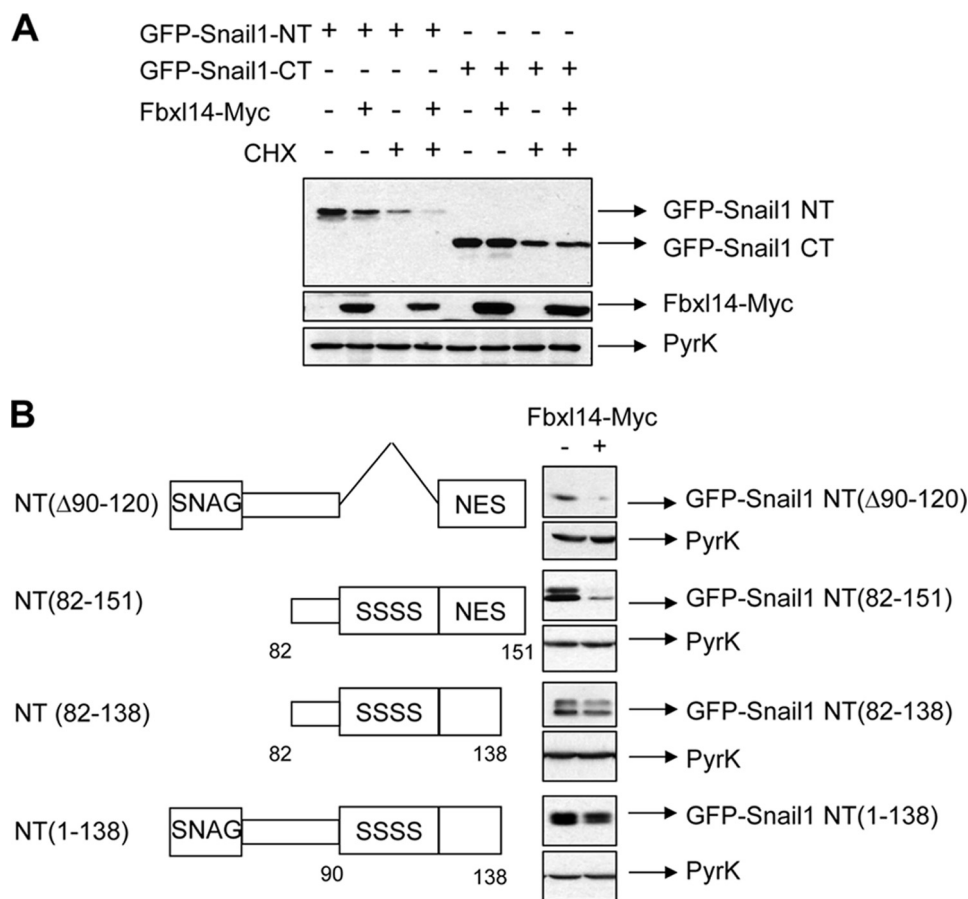 A
GFP-Snail1-NT + + + + - - - -
GFP-Snail1-CT - - - - + + + +
Fbxl14-Myc - + - + - + - +
CHX - - + + - - + +
GFP-Snail1 NT
GFP-Snail1 CT
Fbxl14-Myc
PyrK
B
Fbxl14-Myc
- +
NT(Δ90-120) SNAG NES GFP-Snail1 NT(Δ90-120)
PyrK
NT(82-151) SSSS NES GFP-Snail1 NT(82-151)
82 151 PyrK
NT (82-138) SSSS GFP-Snail1 NT(82-138)
82 138 PyrK
NT(1-138) SNAG SSSS GFP-Snail1 NT(1-138)
90 138 PyrK